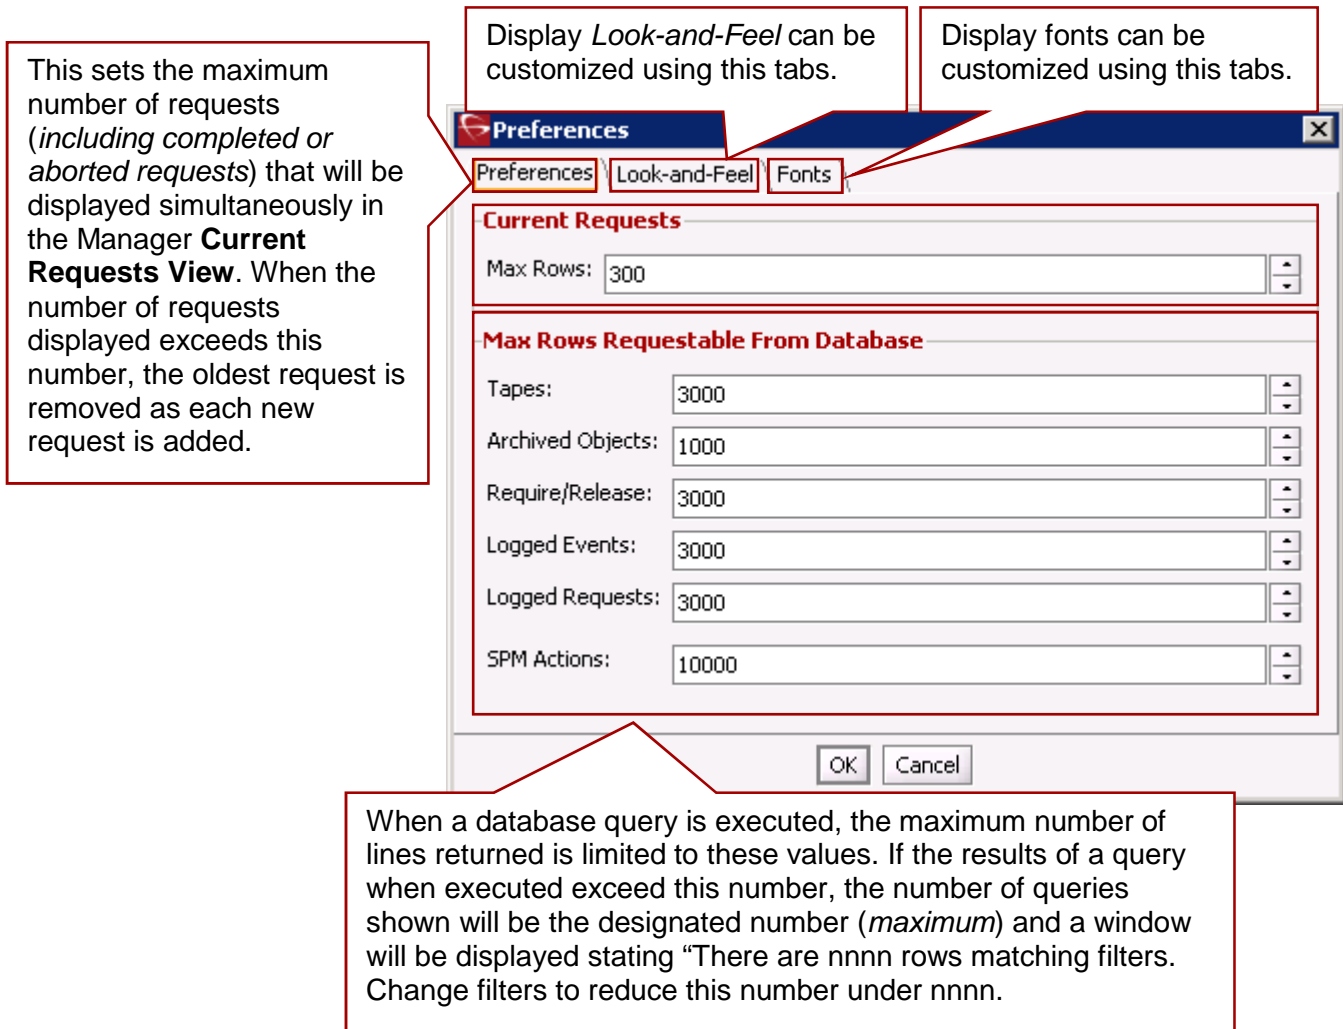 Display Look-and-Feel can be
customized using this tabs.
Display fonts can be
customized using this tabs.
This sets the maximum
number of requests
(including completed or
aborted requests) that will be
displayed simultaneously in
the Manager Current
Requests View. When the
number of requests
displayed exceeds this
number, the oldest request is
removed as each new
request is added.
Preferences
Preferences Look-and-Feel Fonts
Current Requests
Max Rows: 300
Max Rows Requestable From Database
Tapes: 3000
Archived Objects: 1000
Require/Release: 3000
Logged Events: 3000
Logged Requests: 3000
SPM Actions: 10000
OK Cancel
When a database query is executed, the maximum number of
lines returned is limited to these values. If the results of a query
when executed exceed this number, the number of queries
shown will be the designated number (maximum) and a window
will be displayed stating “There are nnnn rows matching filters.
Change filters to reduce this number under nnnn.